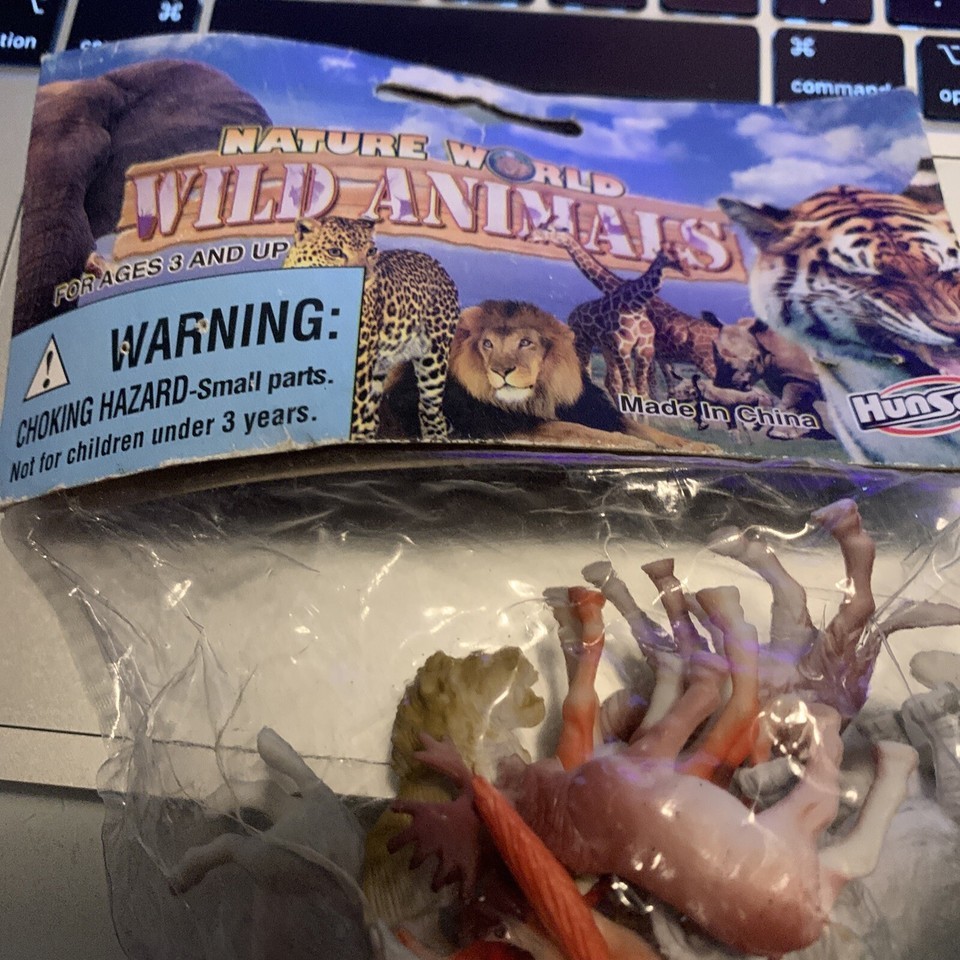 ⌘
⌘
command
NATURE WORLD
WILD ANIMALS
FOR AGES 3 AND UP
WARNING:
CHOKING HAZARD-Small parts.
Not for children under 3 years.
Made In China